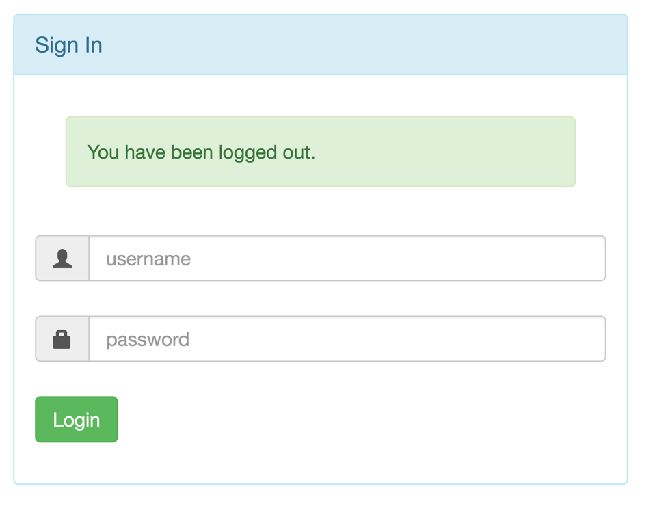 Sign In
You have been logged out.
username
password
Login